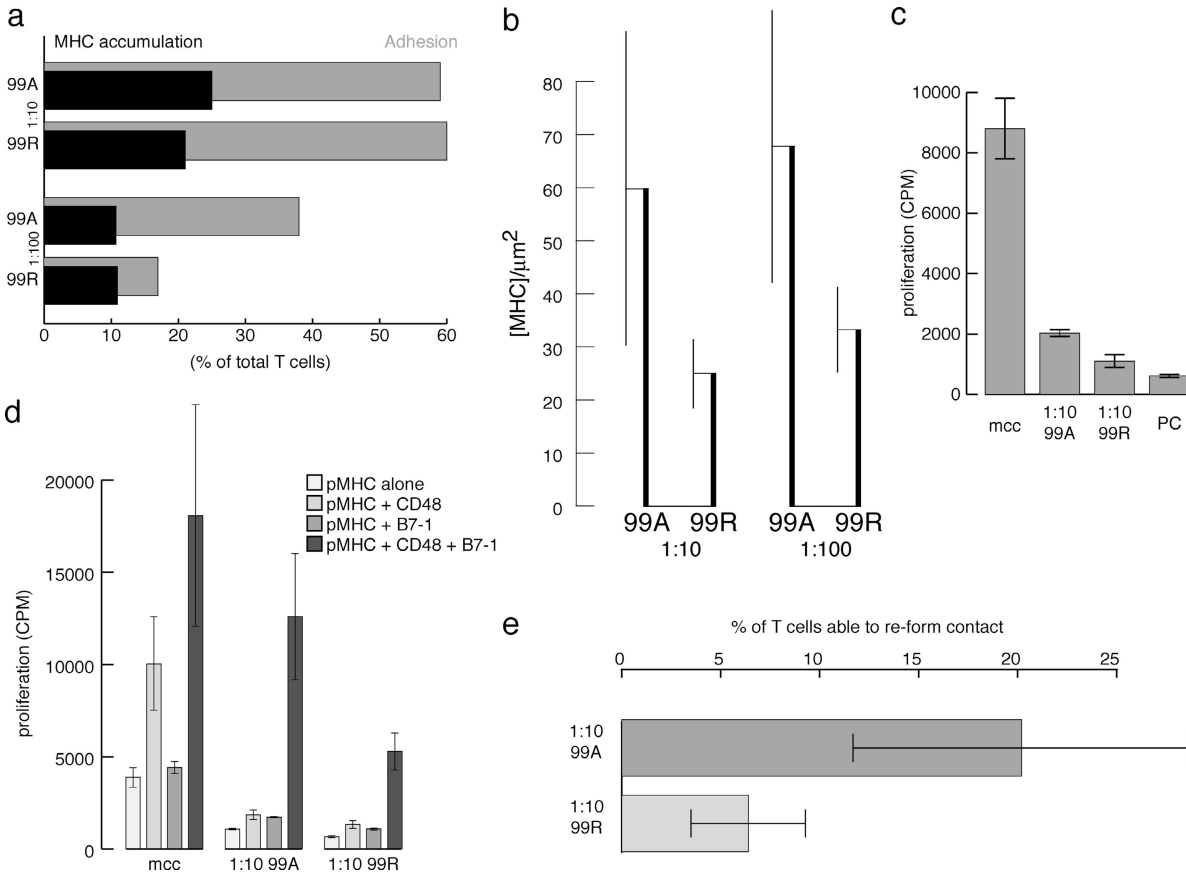 a
MHC accumulation
Adhesion
99A
1:10
99R
99A
1:100
99R
0
10
20
30
40
50
60
(% of total T cells)
b
80
70
60
50
40
30
20
10
0
[MHC]/µm²
99A
99R
99A
99R
1:10
1:100
c
10000
8000
6000
4000
2000
0
proliferation (CPM)
mcc
1:10
99A
1:10
99R
PC
d
20000
15000
10000
5000
0
proliferation (CPM)
pMHC alone
pMHC + CD48
pMHC + B7-1
pMHC + CD48 + B7-1
mcc
1:10 99A
1:10 99R
e
% of T cells able to re-form contact
0
5
10
15
20
25
1:10
99A
1:10
99R